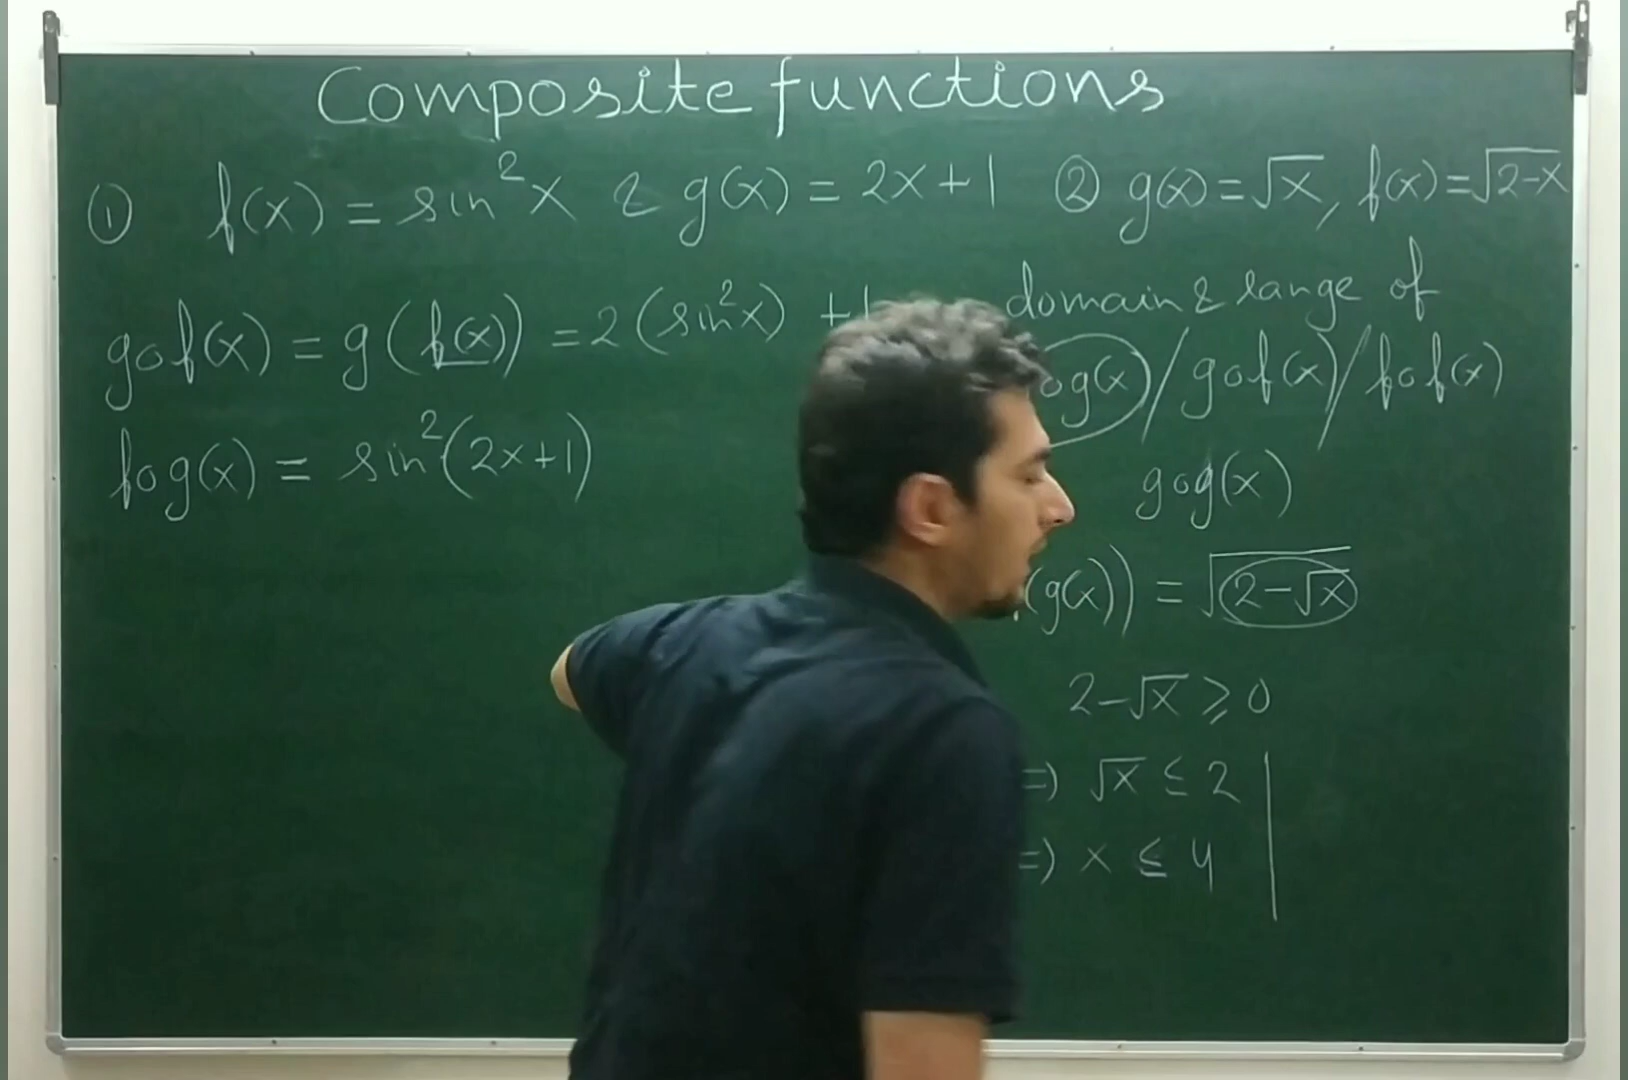 Composite functions
① f(x) = sin²x & g(x) = 2x+1
gof(x) = g(f(x)) = 2(sin²x) +1
fog(x) = sin²(2x+1)
② g(x) = √x, f(x) = √2-x
domain & range of
og(x) / gof(x) / fof(x)
gog(x)
(g(x)) = √2-√x
2-√x ≥ 0
⇒ √x ≤ 2
⇒ x ≤ 4